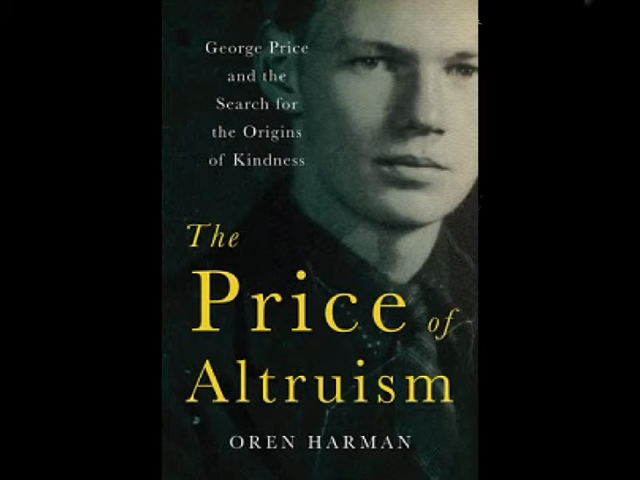 George Price
and the
Search for
the Origins
of Kindness
The
Price of
Altruism
OREN HARMAN